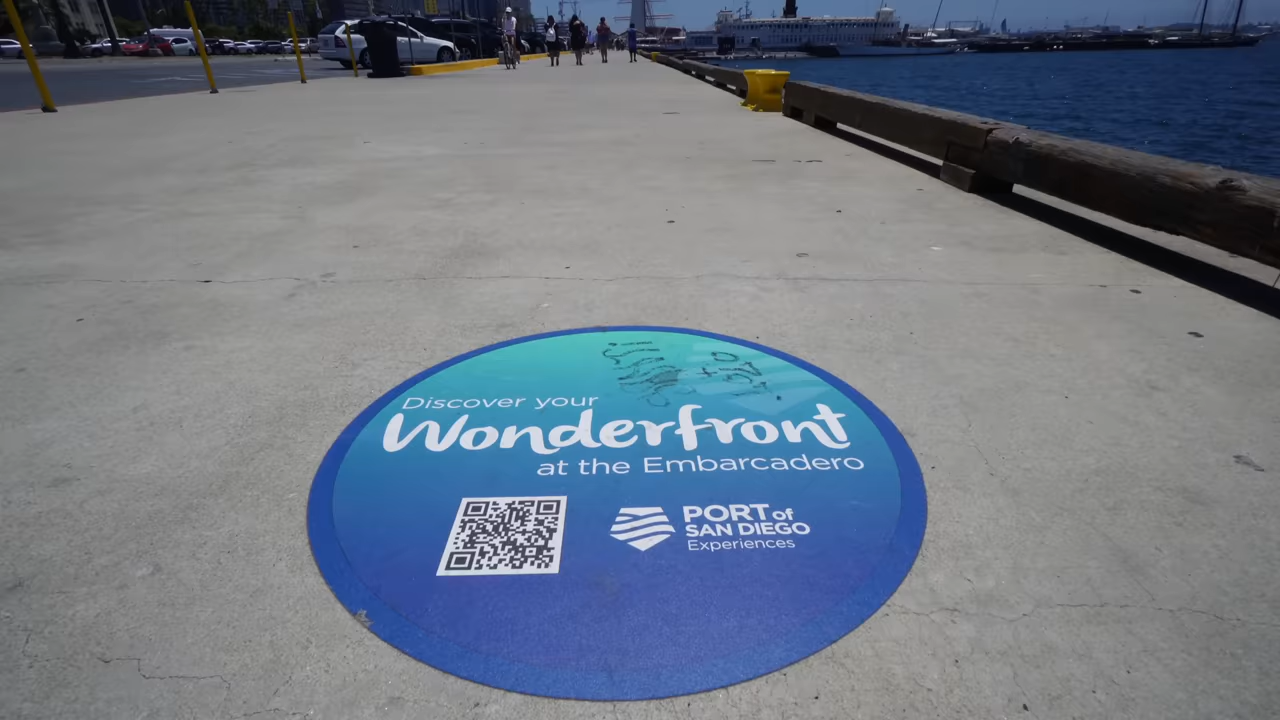 Discover your
Wonderfront
at the Embarcadero
PORT of
SAN DIEGO
Experiences